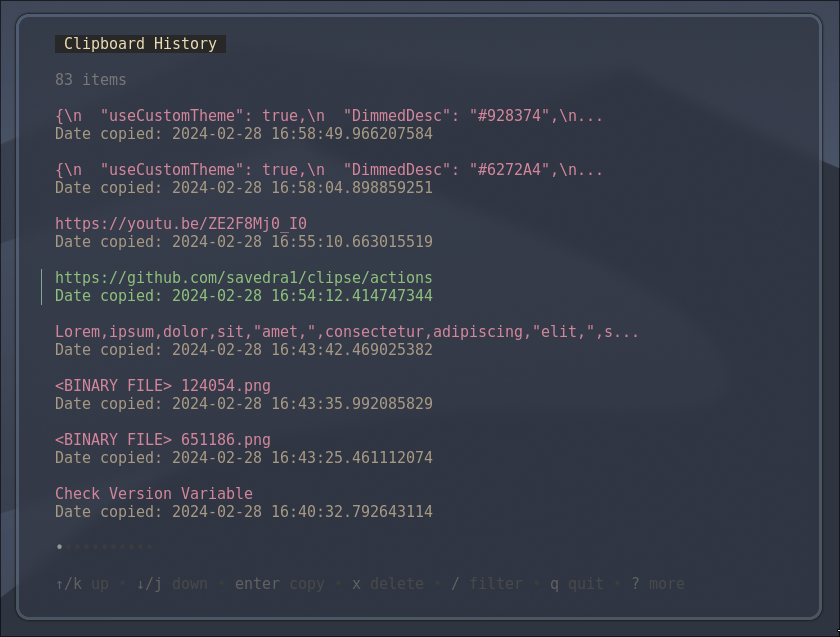 Clipboard History
83 items
{\n  "useCustomTheme": true,\n  "DimmedDesc": "#928374",\n...
Date copied: 2024-02-28 16:58:49.966207584
{\n  "useCustomTheme": true,\n  "DimmedDesc": "#6272A4",\n...
Date copied: 2024-02-28 16:58:04.898859251
https://youtu.be/ZE2F8Mj0_I0
Date copied: 2024-02-28 16:55:10.663015519
https://github.com/savedra1/clipse/actions
Date copied: 2024-02-28 16:54:12.414747344
Lorem,ipsum,dolor,sit,"amet,",consectetur,adipiscing,"elit,",s...
Date copied: 2024-02-28 16:43:42.469025382
<BINARY FILE> 124054.png
Date copied: 2024-02-28 16:43:35.992085829
<BINARY FILE> 651186.png
Date copied: 2024-02-28 16:43:25.461112074
Check Version Variable
Date copied: 2024-02-28 16:40:32.792643114
↑/k up • ↓/j down • enter copy • x delete • / filter • q quit • ? more